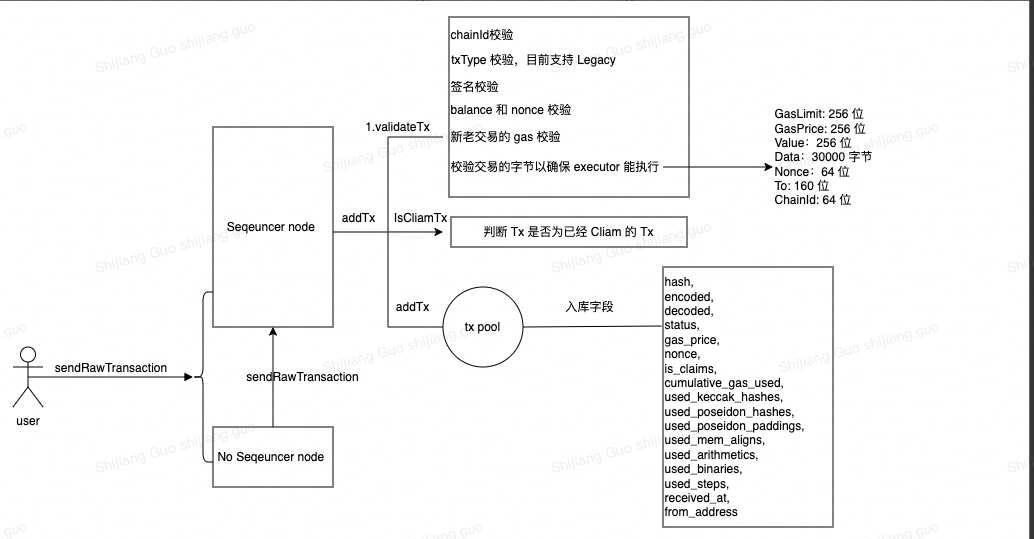 chainId校验
txType 校验，目前支持 Legacy
签名校验
balance 和 nonce 校验
新老交易的 gas 校验
校验交易的字节以确保 executor 能执行
1.validateTx
GasLimit: 256 位
GasPrice: 256 位
Value：256 位
Data：30000 字节
Nonce：64 位
To: 160 位
ChainId: 64 位
Seqeuncer node
addTx
IsCliamTx
判断 Tx 是否为已经 Cliam 的 Tx
addTx
tx pool
入库字段
hash,
encoded,
decoded,
status,
gas_price,
nonce,
is_claims,
cumulative_gas_used,
used_keccak_hashes,
used_poseidon_hashes,
used_poseidon_paddings,
used_mem_aligns,
used_arithmetics,
used_binaries,
used_steps,
received_at,
from_address
sendRawTransaction
user
sendRawTransaction
No Seqeuncer node
Shijiang Guo shijiang.guo